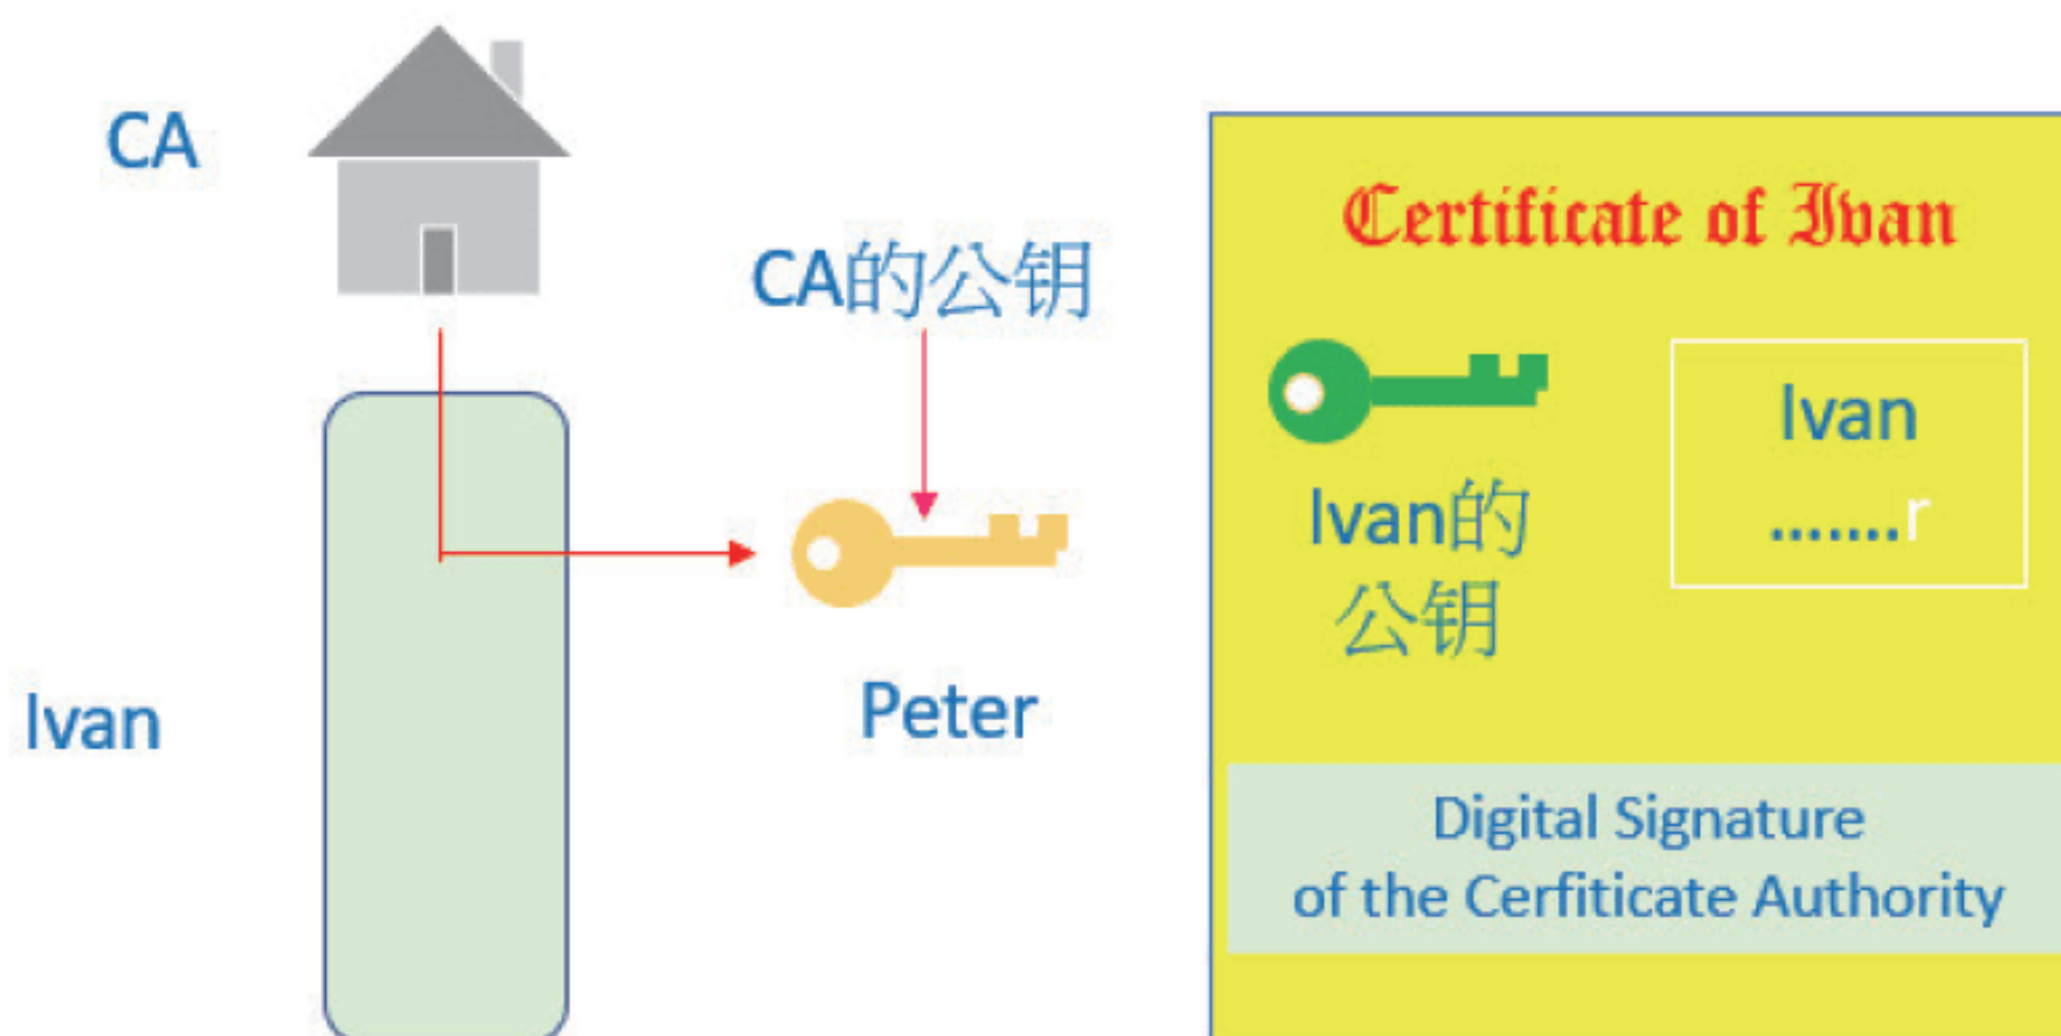 CA
CA的公钥
Ivan
Peter
Certificate of Ivan
Ivan的
公钥
Ivan
.......r
Digital Signature
of the Cerfiticate Authority